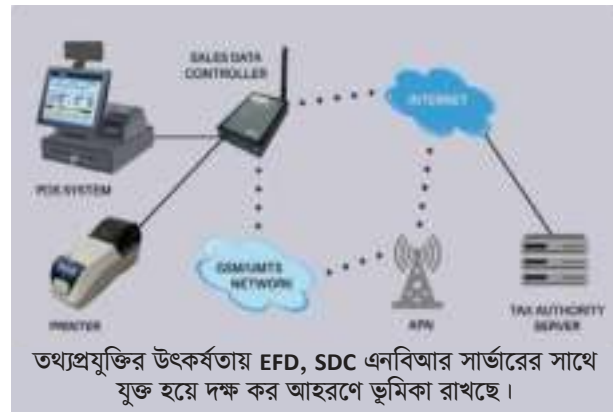 SALES DATA
CONTROLLER
INTERNET
POS SYSTEM
GSM/UMTS
NETWORK
PRINTER
APN
TAX AUTHORITY
SERVER
তথ্যপ্রযুক্তির উৎকর্ষতায় EFD, SDC এনবিআর সার্ভারের সাথে
যুক্ত হয়ে দক্ষ কর আহরণে ভূমিকা রাখছে।